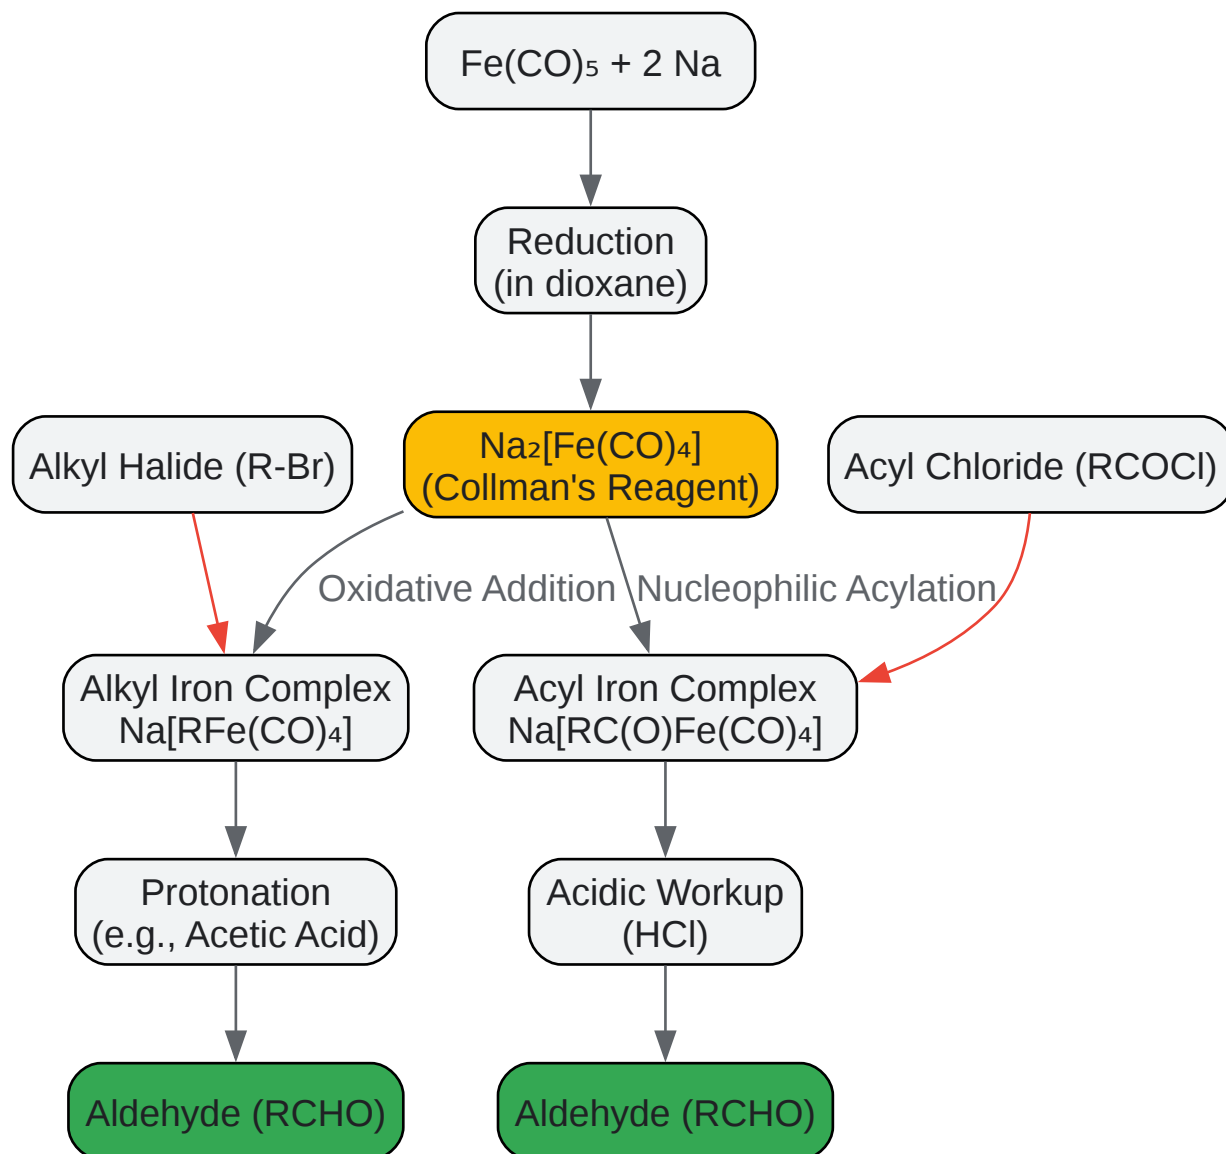 Fe(CO)₅ + 2 Na
Reduction
(in dioxane)
Alkyl Halide (R-Br)
Na₂[Fe(CO)₄]
(Collman's Reagent)
Acyl Chloride (RCOCl)
Oxidative Addition
Nucleophilic Acylation
Alkyl Iron Complex
Na[RFe(CO)₄]
Acyl Iron Complex
Na[RC(O)Fe(CO)₄]
Protonation
(e.g., Acetic Acid)
Acidic Workup
(HCl)
Aldehyde (RCHO)
Aldehyde (RCHO)